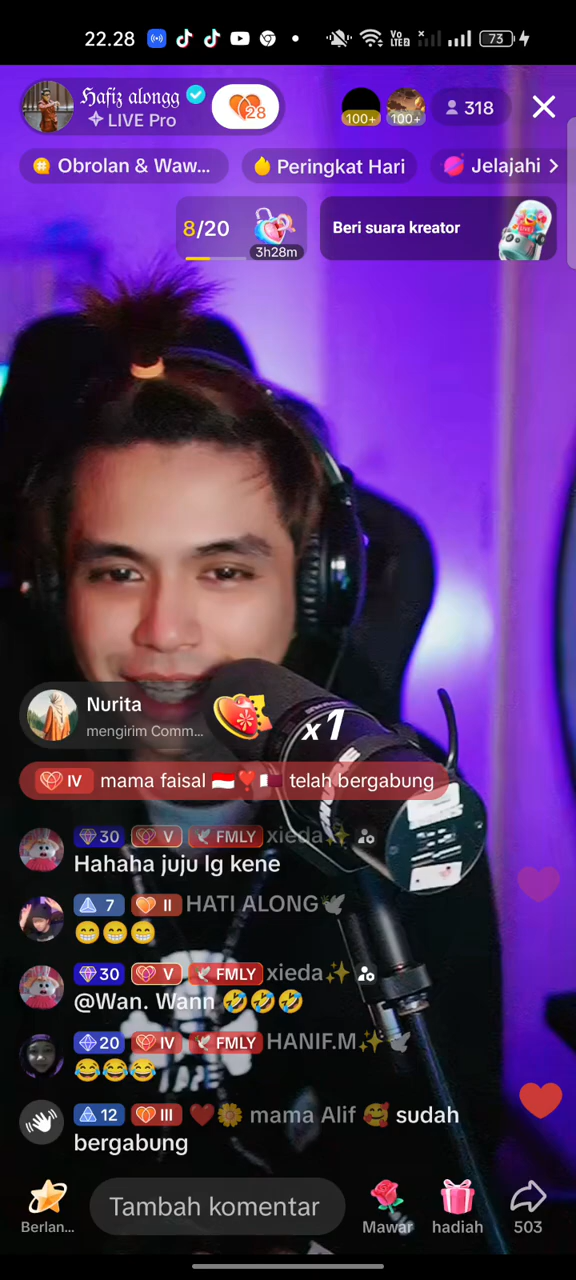 22.28
Vo
LTE 2
73
Hafiz alongg
LIVE Pro
28
100+
100+
318
Obrolan & Waw...
Peringkat Hari
Jelajahi
8/20
3h28m
Beri suara kreator
Nurita
mengirim Comm...
x1
IV mama faisal 🇮🇩❣️🇶🇦 telah bergabung
30 V FMLY xieda✨
Hahaha juju lg kene
7 II HATI ALONG🕊
😁😁😁
30 V FMLY xieda✨
@Wan. Wann 🤣🤣🤣
20 IV FMLY HANIF.M✨🕊
😂😂😂
12 III ❤️🌼 mama Alif 🥰 sudah
bergabung
Berlan...
Tambah komentar
Mawar
hadiah
503